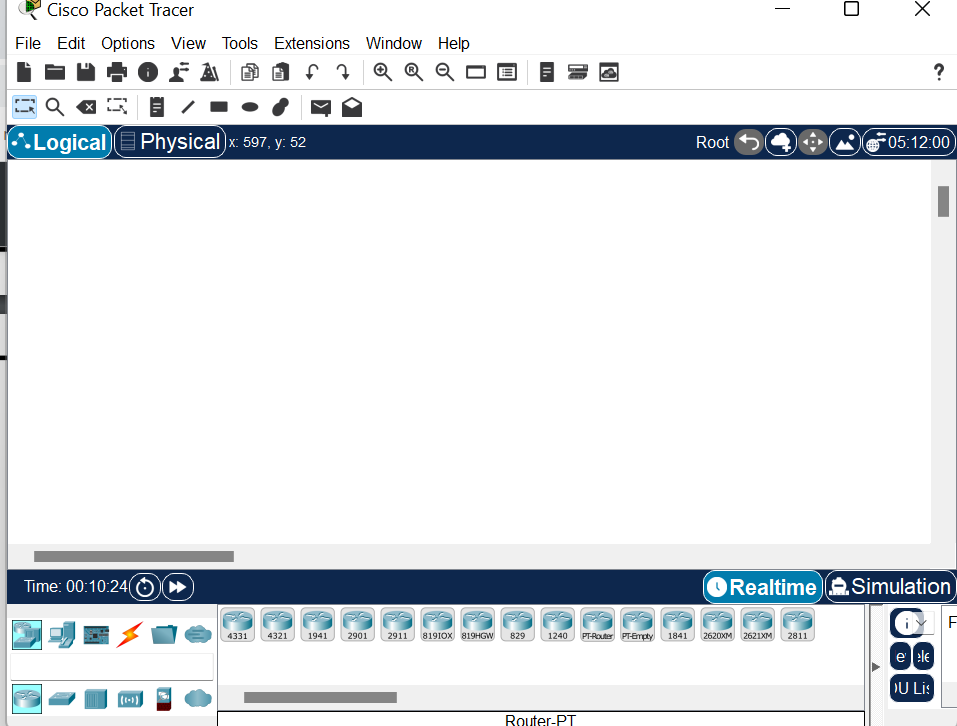 Cisco Packet Tracer
File Edit Options View Tools Extensions Window Help
?
Logical Physical x: 597, y: 52 Root 05:12:00
Time: 00:10:24 Realtime Simulation
4331 4321 1941 2901 2911 819IOX 819HGW 829 1240 PT-Router PT-Empty 1841 2620XM 2621XM 2811
F
Router-PT